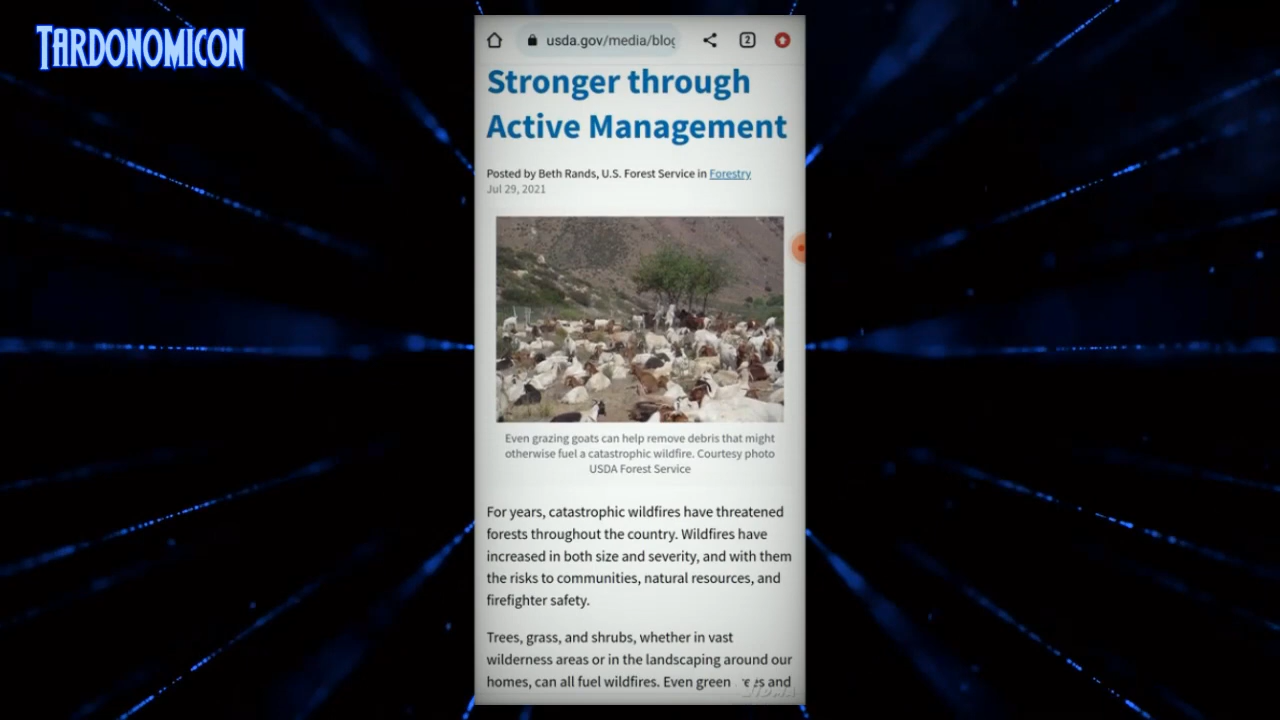 TARDONOMICON
usda.gov/media/blog
2
Stronger through
Active Management
Posted by Beth Rands, U.S. Forest Service in Forestry
Jul 29, 2021
Even grazing goats can help remove debris that might
otherwise fuel a catastrophic wildfire. Courtesy photo
USDA Forest Service
For years, catastrophic wildfires have threatened
forests throughout the country. Wildfires have
increased in both size and severity, and with them
the risks to communities, natural resources, and
firefighter safety.
Trees, grass, and shrubs, whether in vast
wilderness areas or in the landscaping around our
homes, can all fuel wildfires. Even green and